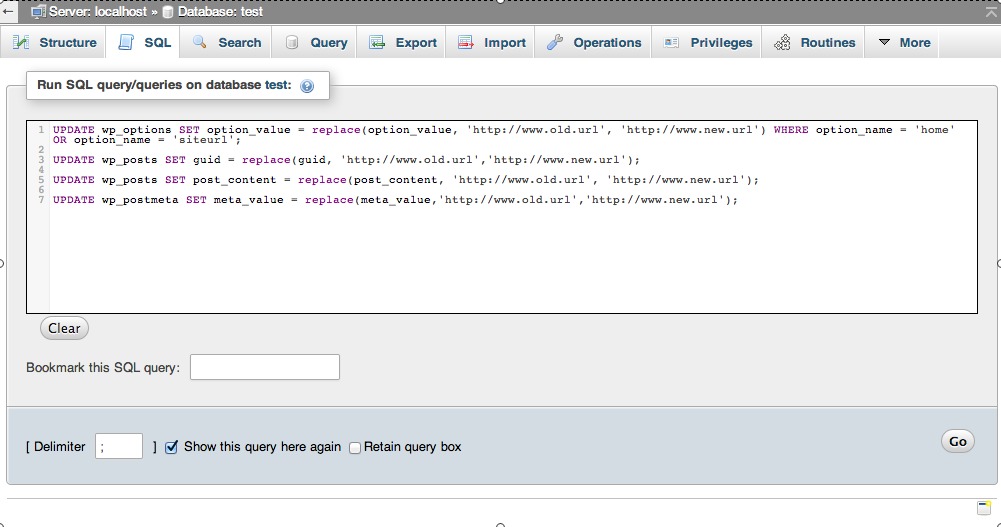 Server: localhost » Database: test
Structure SQL Search Query Export Import Operations Privileges Routines More
Run SQL query/queries on database test:
1 UPDATE wp_options SET option_value = replace(option_value, 'http://www.old.url', 'http://www.new.url') WHERE option_name = 'home'
OR option_name = 'siteurl';
2
3 UPDATE wp_posts SET guid = replace(guid, 'http://www.old.url','http://www.new.url');
4
5 UPDATE wp_posts SET post_content = replace(post_content, 'http://www.old.url', 'http://www.new.url');
6
7 UPDATE wp_postmeta SET meta_value = replace(meta_value,'http://www.old.url','http://www.new.url');
Clear
Bookmark this SQL query:
[ Delimiter ; ] Show this query here again Retain query box Go